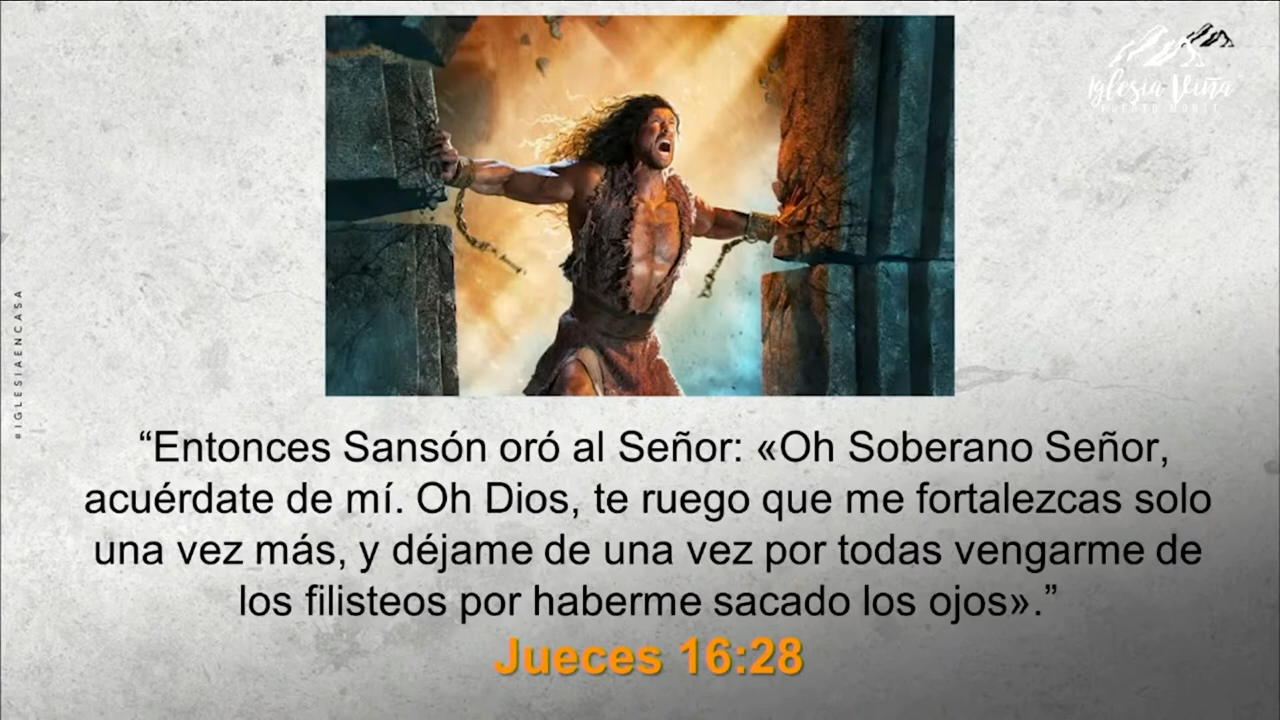 Iglesia Viña
PUERTO MONTT
#IGLESIAENCASA
“Entonces Sansón oró al Señor: «Oh Soberano Señor,
acuérdate de mí. Oh Dios, te ruego que me fortalezcas solo
una vez más, y déjame de una vez por todas vengarme de
los filisteos por haberme sacado los ojos».”
Jueces 16:28